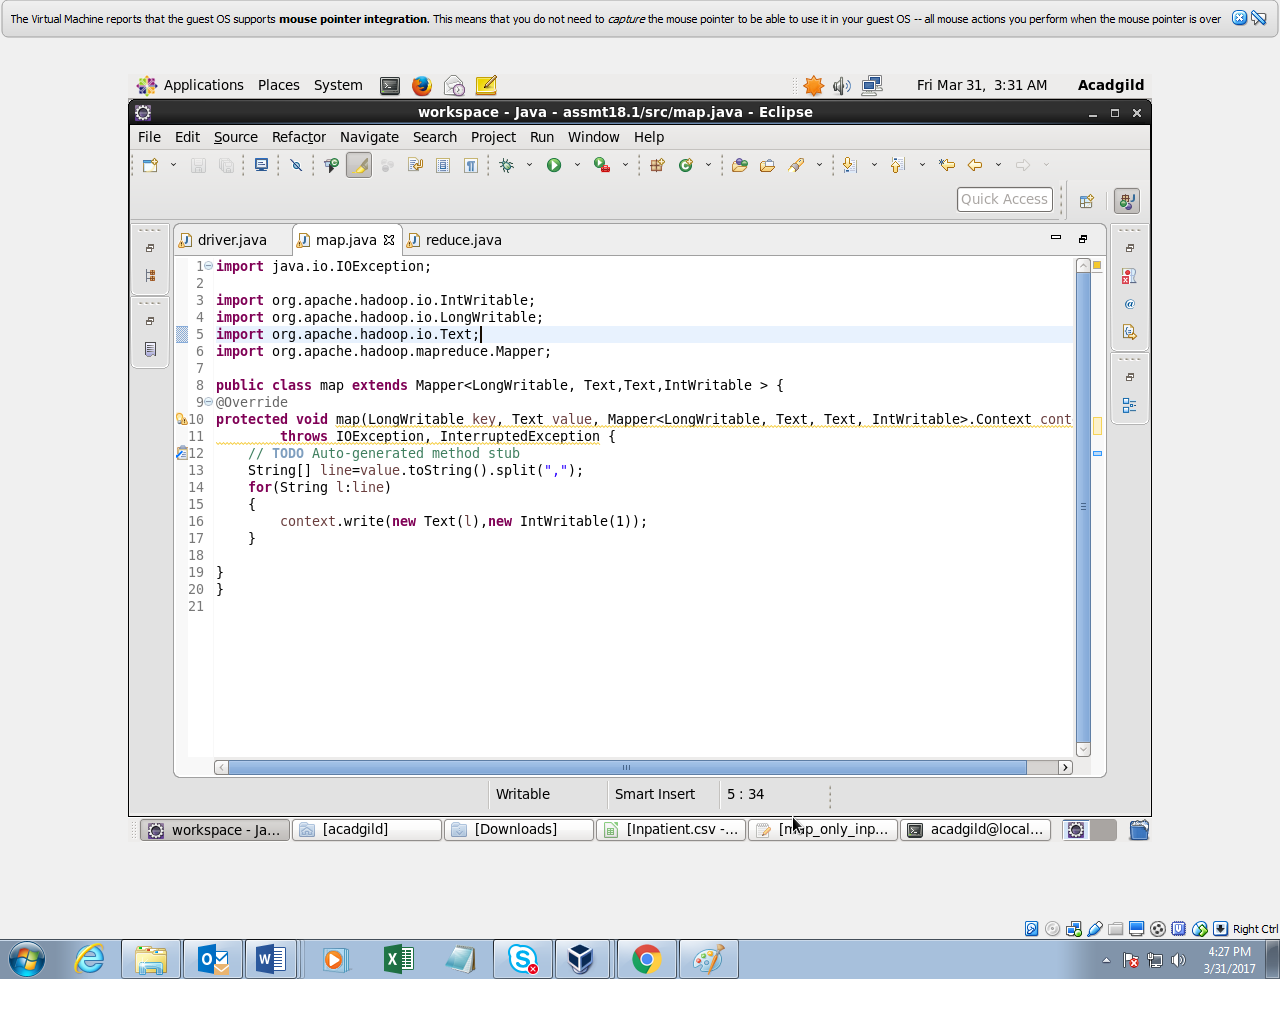 The Virtual Machine reports that the guest OS supports mouse pointer integration. This means that you do not need to capture the mouse pointer to be able to use it in your guest OS -- all mouse actions you perform when the mouse pointer is over
Applications Places System Fri Mar 31, 3:31 AM Acadgild
workspace - Java - assmt18.1/src/map.java - Eclipse
File Edit Source Refactor Navigate Search Project Run Window Help
Quick Access
driver.java map.java reduce.java
1 import java.io.IOException;
2
3 import org.apache.hadoop.io.IntWritable;
4 import org.apache.hadoop.io.LongWritable;
5 import org.apache.hadoop.io.Text;
6 import org.apache.hadoop.mapreduce.Mapper;
7
8 public class map extends Mapper<LongWritable, Text,Text,IntWritable > {
9 @Override
10 protected void map(LongWritable key, Text value, Mapper<LongWritable, Text, Text, IntWritable>.Context cont
11 throws IOException, InterruptedException {
12 // TODO Auto-generated method stub
13 String[] line=value.toString().split(",");
14 for(String l:line)
15 {
16 context.write(new Text(l),new IntWritable(1));
17 }
18
19 }
20 }
21
Writable Smart Insert 5 : 34
workspace - Ja... [acadgild] [Downloads] [Inpatient.csv -... [map_only_inp... acadgild@local...
Right Ctrl
4:27 PM
3/31/2017